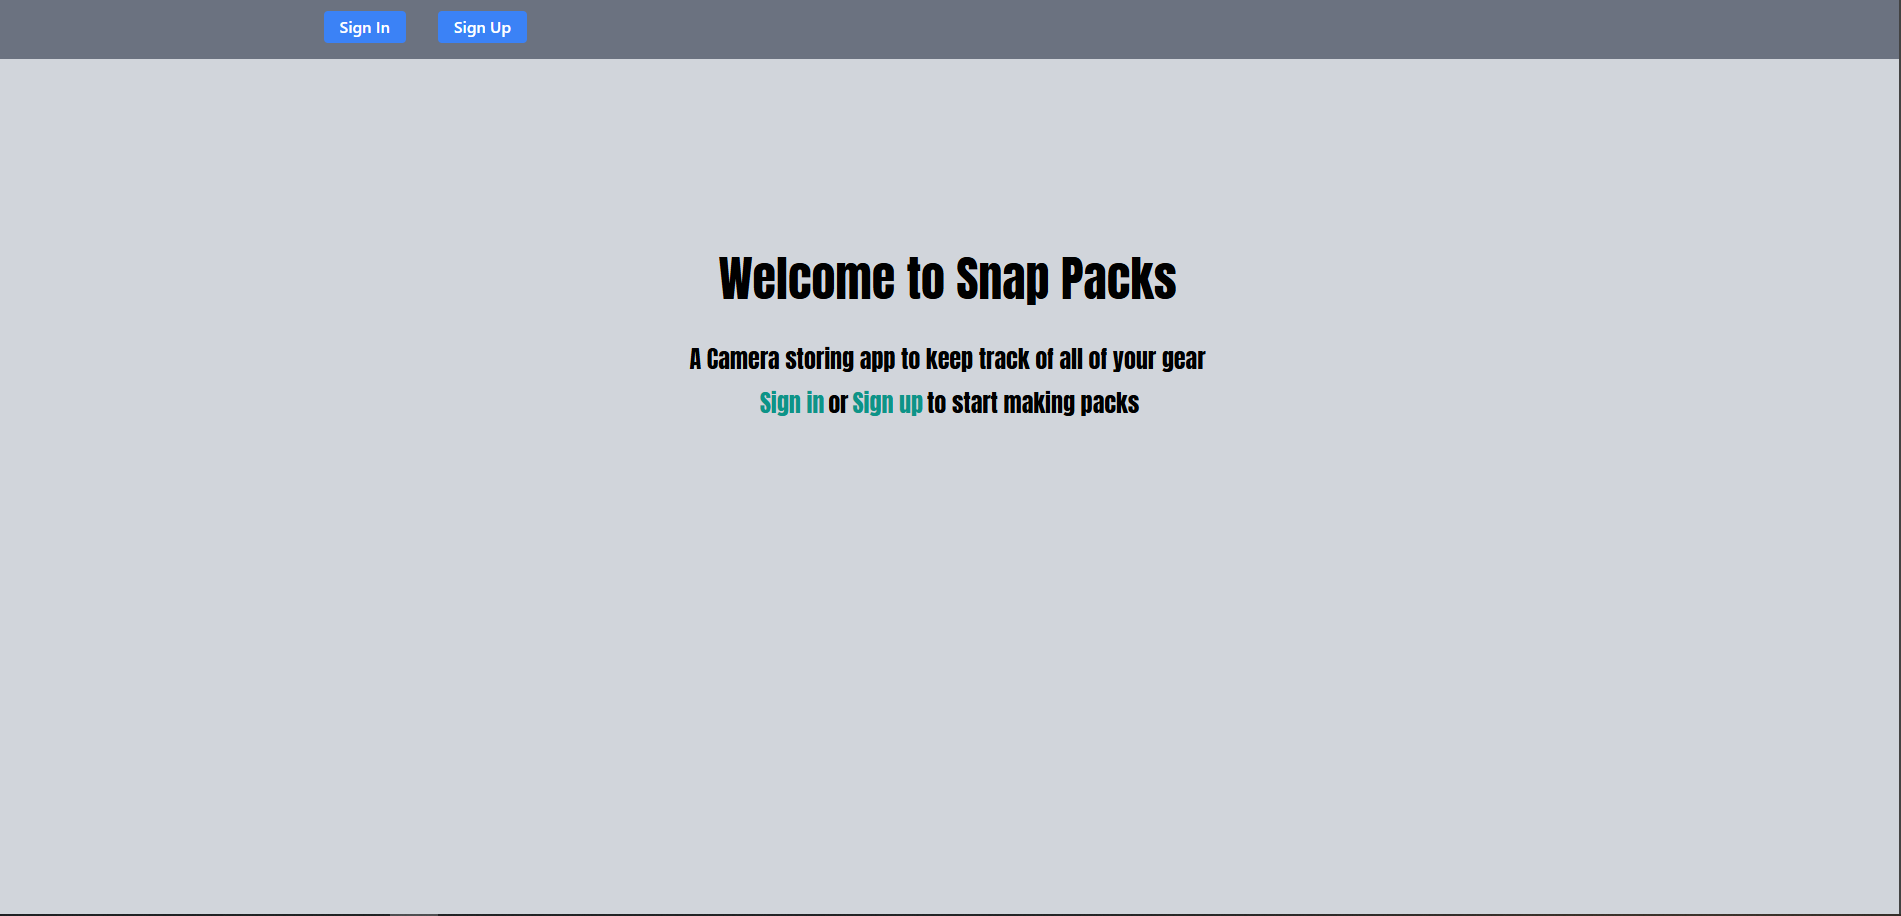 Sign In Sign Up
Welcome to Snap Packs
A Camera storing app to keep track of all of your gear
Sign in or Sign up to start making packs